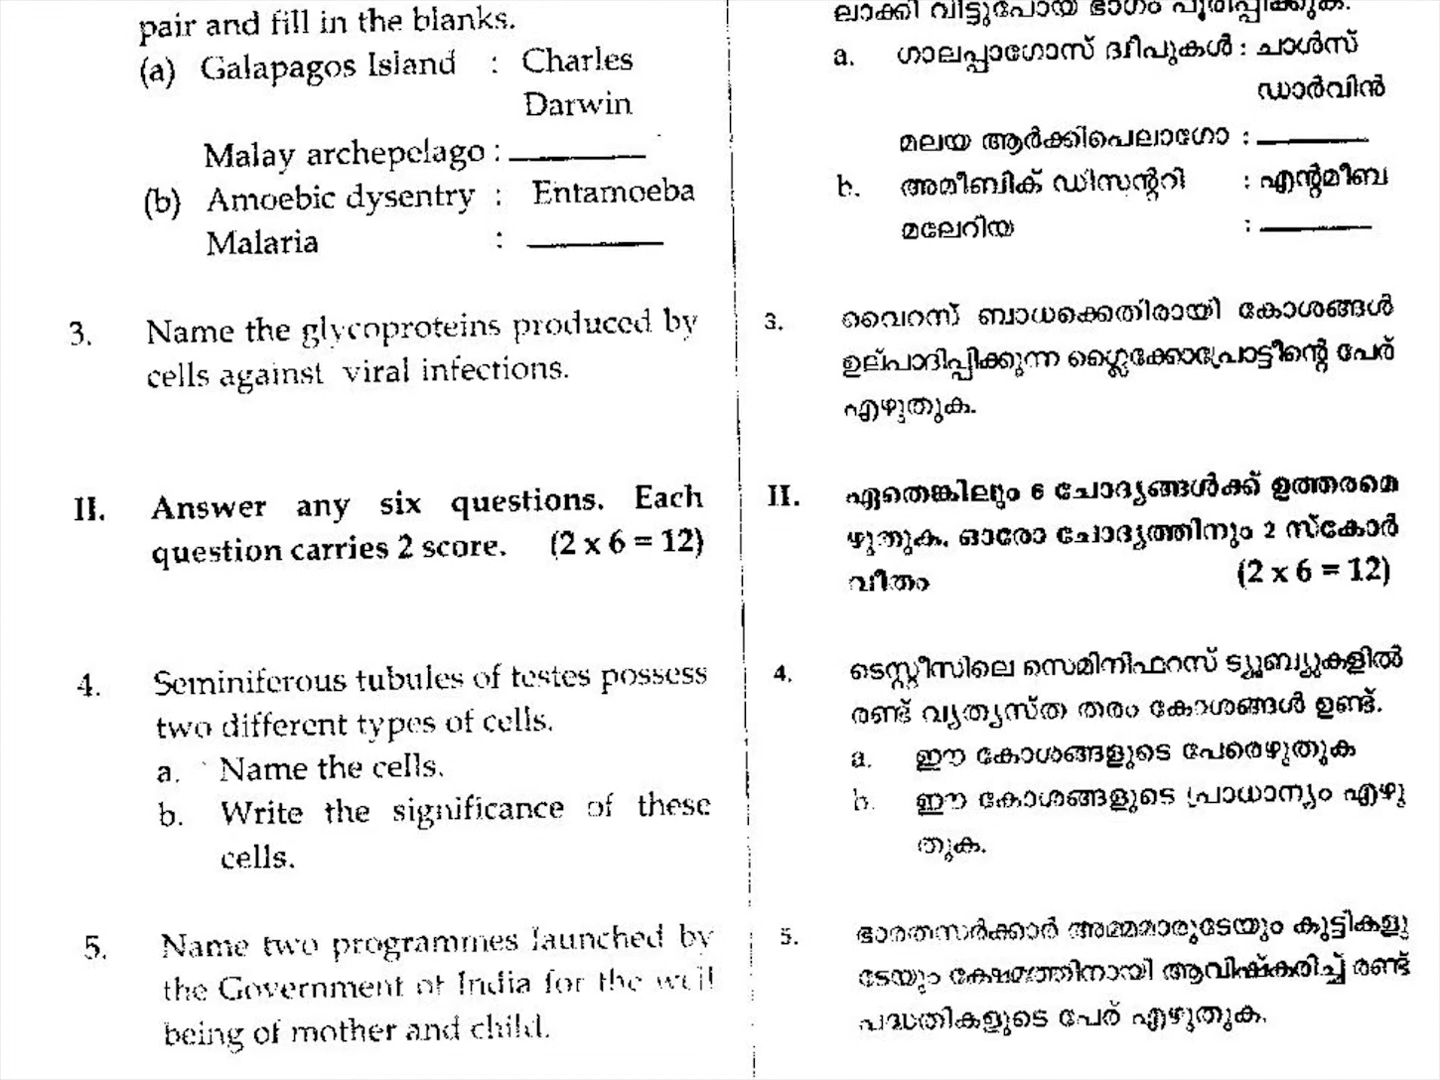 pair and fill in the blanks.
(a) Galapagos Island : Charles
Darwin
Malay archepelago : ________
(b) Amoebic dysentry : Entamoeba
Malaria : ________
3. Name the glycoproteins produced by
cells against viral infections.
II. Answer any six questions. Each
question carries 2 score. (2 x 6 = 12)
4. Seminiferous tubules of testes possess
two different types of cells.
a. Name the cells.
b. Write the significance of these
cells.
5. Name two programmes launched by
the Government of India for the well
being of mother and child.
ലാക്കി വിട്ടുപോയ ഭാഗം പൂരിപ്പിക്കുക.
a. ഗാലപ്പാഗോസ് ദ്വീപുകൾ : ചാൾസ്
ഡാർവിൻ
മലയ ആർക്കിപെലാഗോ : ________
b. അമീബിക് ഡിസന്ററി : എന്റമീബ
മലേറിയ : ________
3. വൈറസ് ബാധക്കെതിരായി കോശങ്ങൾ
ഉല്പാദിപ്പിക്കുന്ന ഗ്ലൈക്കോപ്രോട്ടീന്റെ പേര്
എഴുതുക.
II. ഏതെങ്കിലും 6 ചോദ്യങ്ങൾക്ക് ഉത്തരമെ
ഴുതുക. ഓരോ ചോദ്യത്തിനും 2 സ്കോർ
വീതം (2 x 6 = 12)
4. ടെസ്റ്റീസിലെ സെമിനിഫറസ് ട്യൂബ്യുകളിൽ
രണ്ട് വ്യത്യസ്ത തരം കോശങ്ങൾ ഉണ്ട്.
a. ഈ കോശങ്ങളുടെ പേരെഴുതുക
b. ഈ കോശങ്ങളുടെ പ്രാധാന്യം എഴു
തുക.
5. ഭാരതസർക്കാർ അമ്മമാരുടേയും കുട്ടികളു
ടേയും ക്ഷേമത്തിനായി ആവിഷ്കരിച്ച് രണ്ട്
പദ്ധതികളുടെ പേര് എഴുതുക.